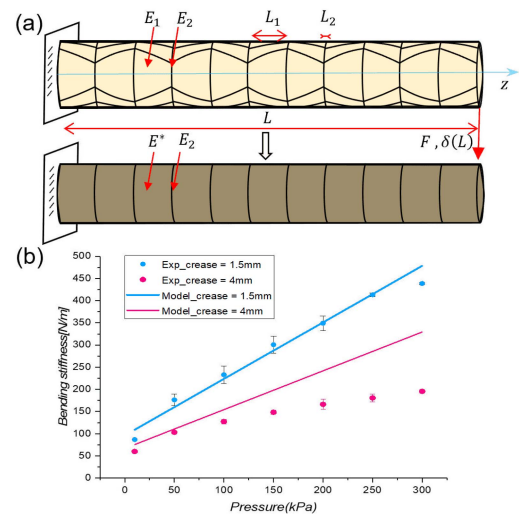 (a)
E₁ E₂ L₁ L₂
z
L
E* E₂ F , δ(L)
(b)
500
450
400
350
300
250
200
150
100
50
0
Bending stiffness[N/m]
Exp_crease = 1.5mm
Exp_crease = 4mm
Model_crease = 1.5mm
Model_crease = 4mm
0 50 100 150 200 250 300
Pressure(kPa)